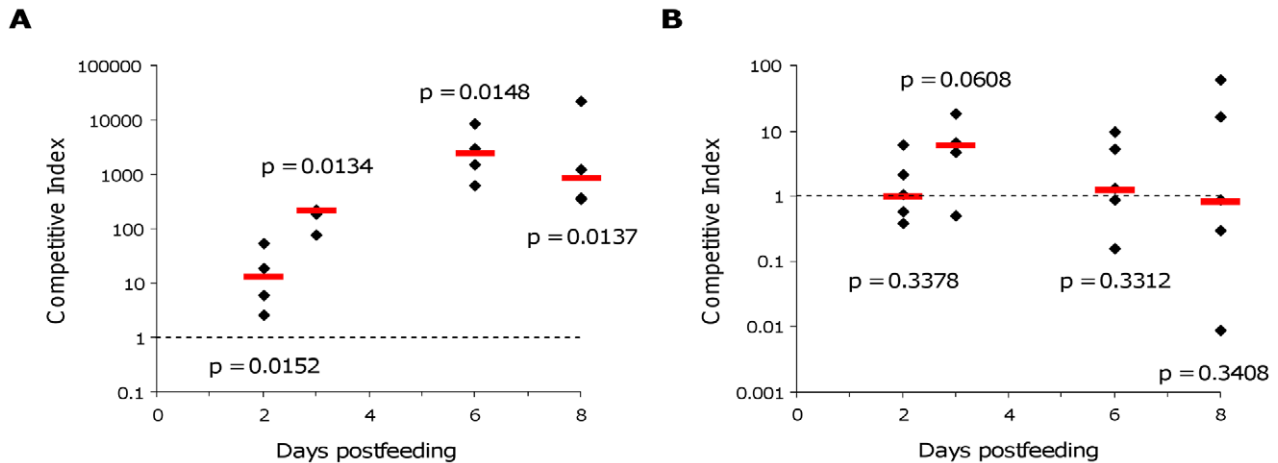 A
B
Competitive Index
100000
10000
1000
100
10
1
0.1
p = 0.0148
p = 0.0134
p = 0.0137
p = 0.0152
0 2 4 6 8
Days postfeeding
Competitive Index
100
10
1
0.1
0.01
0.001
p = 0.0608
p = 0.3378
p = 0.3312
p = 0.3408
0 2 4 6 8
Days postfeeding